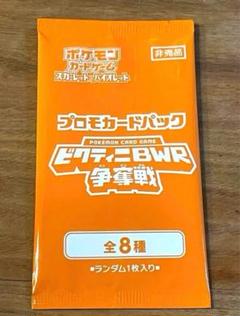 非売品
ポケモン
カードゲーム
スカーレット&バイオレット
プロモカードパック
POKÉMON CARD GAME
ビクティニBWR
争奪戦
全8種
■ランダム1枚入り■